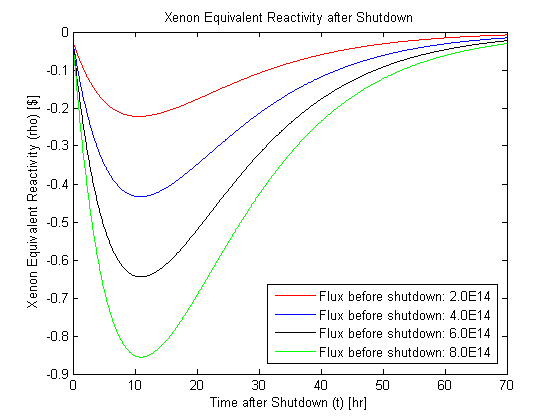 Xenon Equivalent Reactivity after Shutdown
Xenon Equivalent Reactivity (rho) [$]
0
-0.1
-0.2
-0.3
-0.4
-0.5
-0.6
-0.7
-0.8
-0.9
Flux before shutdown: 2.0E14
Flux before shutdown: 4.0E14
Flux before shutdown: 6.0E14
Flux before shutdown: 8.0E14
0 10 20 30 40 50 60 70
Time after Shutdown (t) [hr]